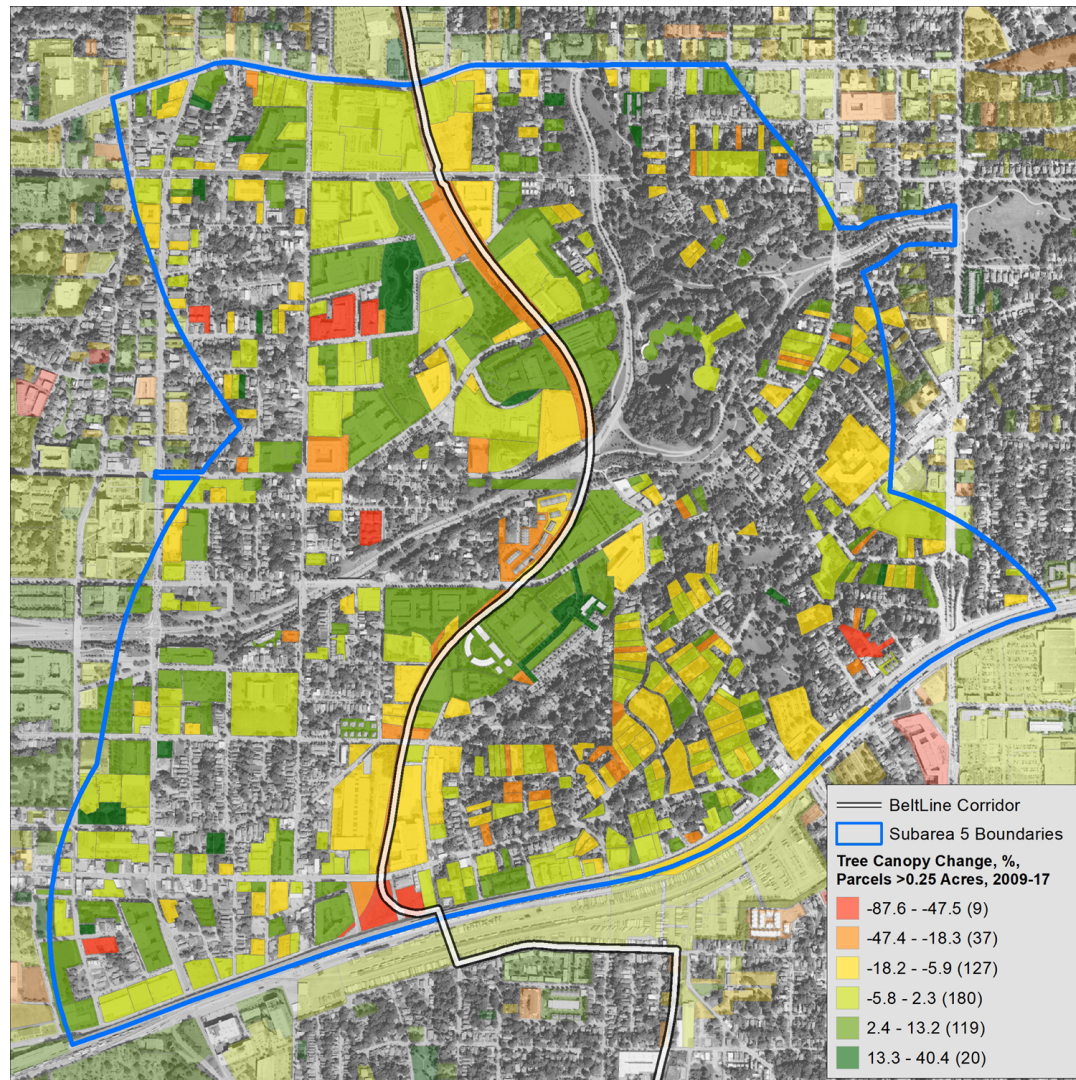 BeltLine Corridor
Subarea 5 Boundaries
Tree Canopy Change, %,
Parcels >0.25 Acres, 2009-17
-87.6 - -47.5 (9)
-47.4 - -18.3 (37)
-18.2 - -5.9 (127)
-5.8 - 2.3 (180)
2.4 - 13.2 (119)
13.3 - 40.4 (20)